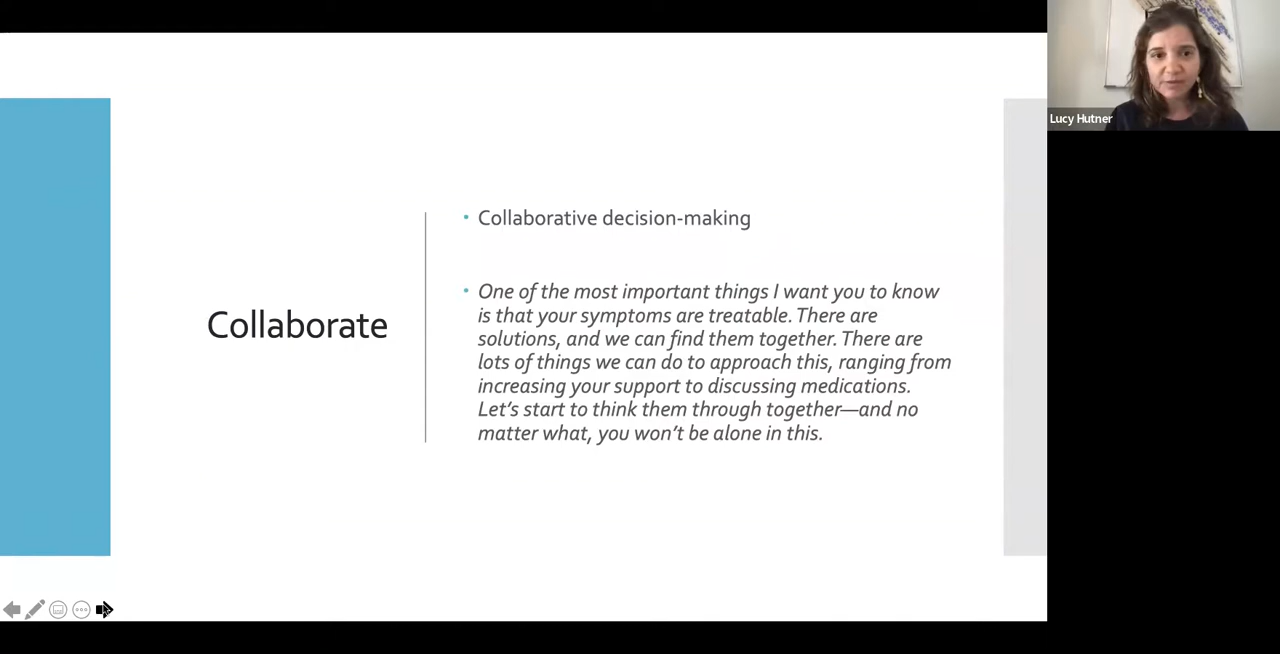 Lucy Hutner
Collaborate
• Collaborative decision-making
• One of the most important things I want you to know
is that your symptoms are treatable. There are
solutions, and we can find them together. There are
lots of things we can do to approach this, ranging from
increasing your support to discussing medications.
Let’s start to think them through together—and no
matter what, you won’t be alone in this.